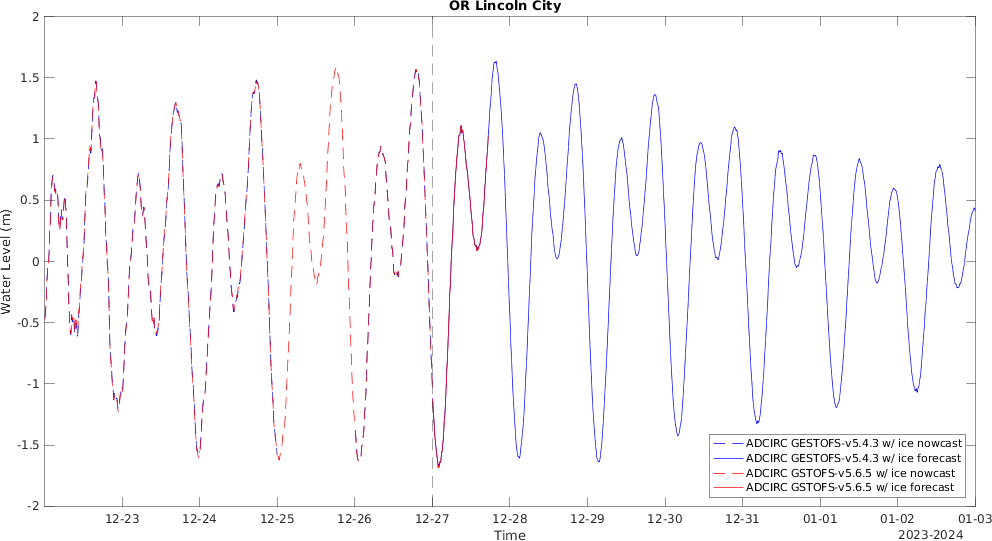 OR Lincoln City
2
1.5
1
0.5
0
-0.5
-1
-1.5
-2
Water Level (m)
ADCIRC GESTOFS-v5.4.3 w/ ice nowcast
ADCIRC GESTOFS-v5.4.3 w/ ice forecast
ADCIRC GSTOFS-v5.6.5 w/ ice nowcast
ADCIRC GSTOFS-v5.6.5 w/ ice forecast
12-23 12-24 12-25 12-26 12-27 12-28 12-29 12-30 12-31 01-01 01-02 01-03
Time
2023-2024